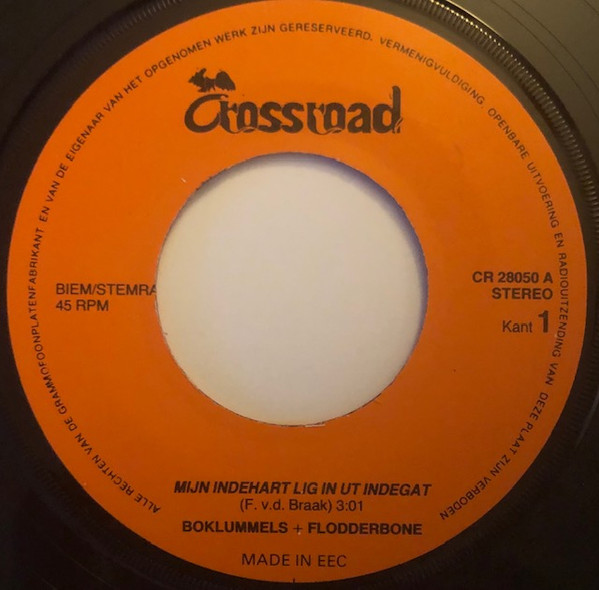 ALLE RECHTEN VAN DE GRAMMOFOONPLATENFABRIKANT EN VAN DE EIGENAAR VAN HET OPGENOMEN WERK ZIJN GERESERVEERD. VERMENIGVULDIGING, OPENBARE UITVOERING EN RADIOUITZENDING VAN DEZE PLAAT ZIJN VERBODEN
Crossroad
BIEM/STEMRA
45 RPM
CR 28050 A
STEREO
Kant 1
MIJN INDEHART LIG IN UT INDEGAT
(F. v.d. Braak) 3:01
BOKLUMMELS + FLODDERBONE
MADE IN EEC